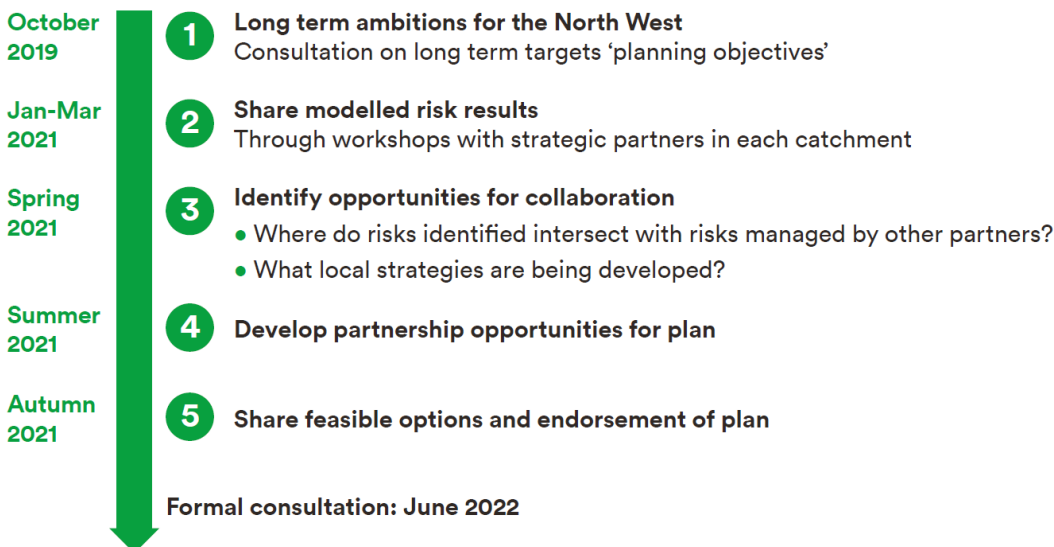 October
2019
1
Long term ambitions for the North West
Consultation on long term targets ‘planning objectives’
Jan-Mar
2021
2
Share modelled risk results
Through workshops with strategic partners in each catchment
Spring
2021
3
Identify opportunities for collaboration
• Where do risks identified intersect with risks managed by other partners?
• What local strategies are being developed?
Summer
2021
4
Develop partnership opportunities for plan
Autumn
2021
5
Share feasible options and endorsement of plan
Formal consultation: June 2022